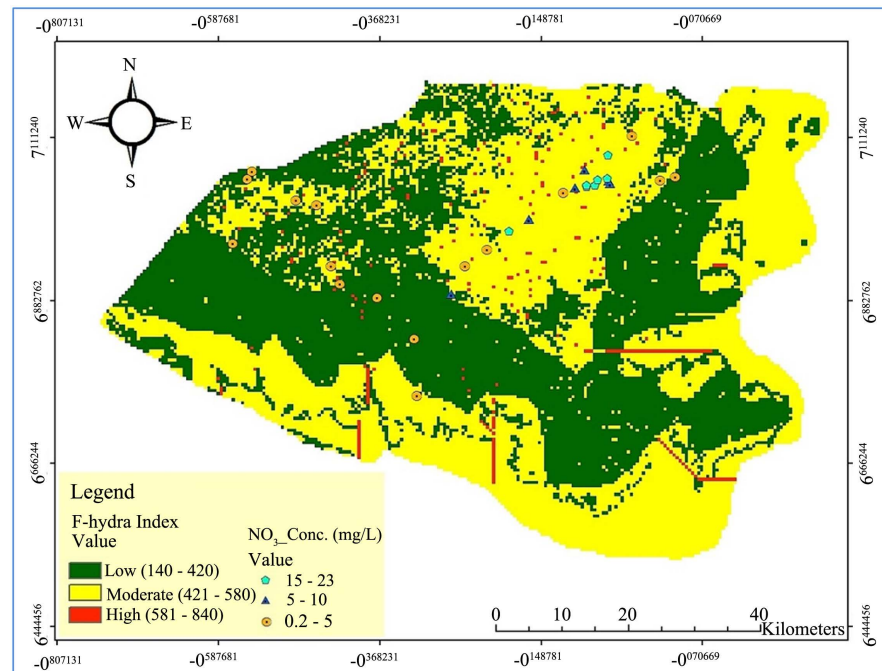 -0807131 -0587681 -0368231 -0148781 -0070669
N
W E
S
7111240 7111240
6882762 6882762
6666244 6666244
6444456 6444456
Legend
F-hydra Index
Value
Low (140 - 420)
Moderate (421 - 580)
High (581 - 840)
NO3_Conc. (mg/L)
Value
15 - 23
5 - 10
0.2 - 5
0 10 20 40
Kilometers
-0807131 -0587681 -0368231 -0148781 -0070669